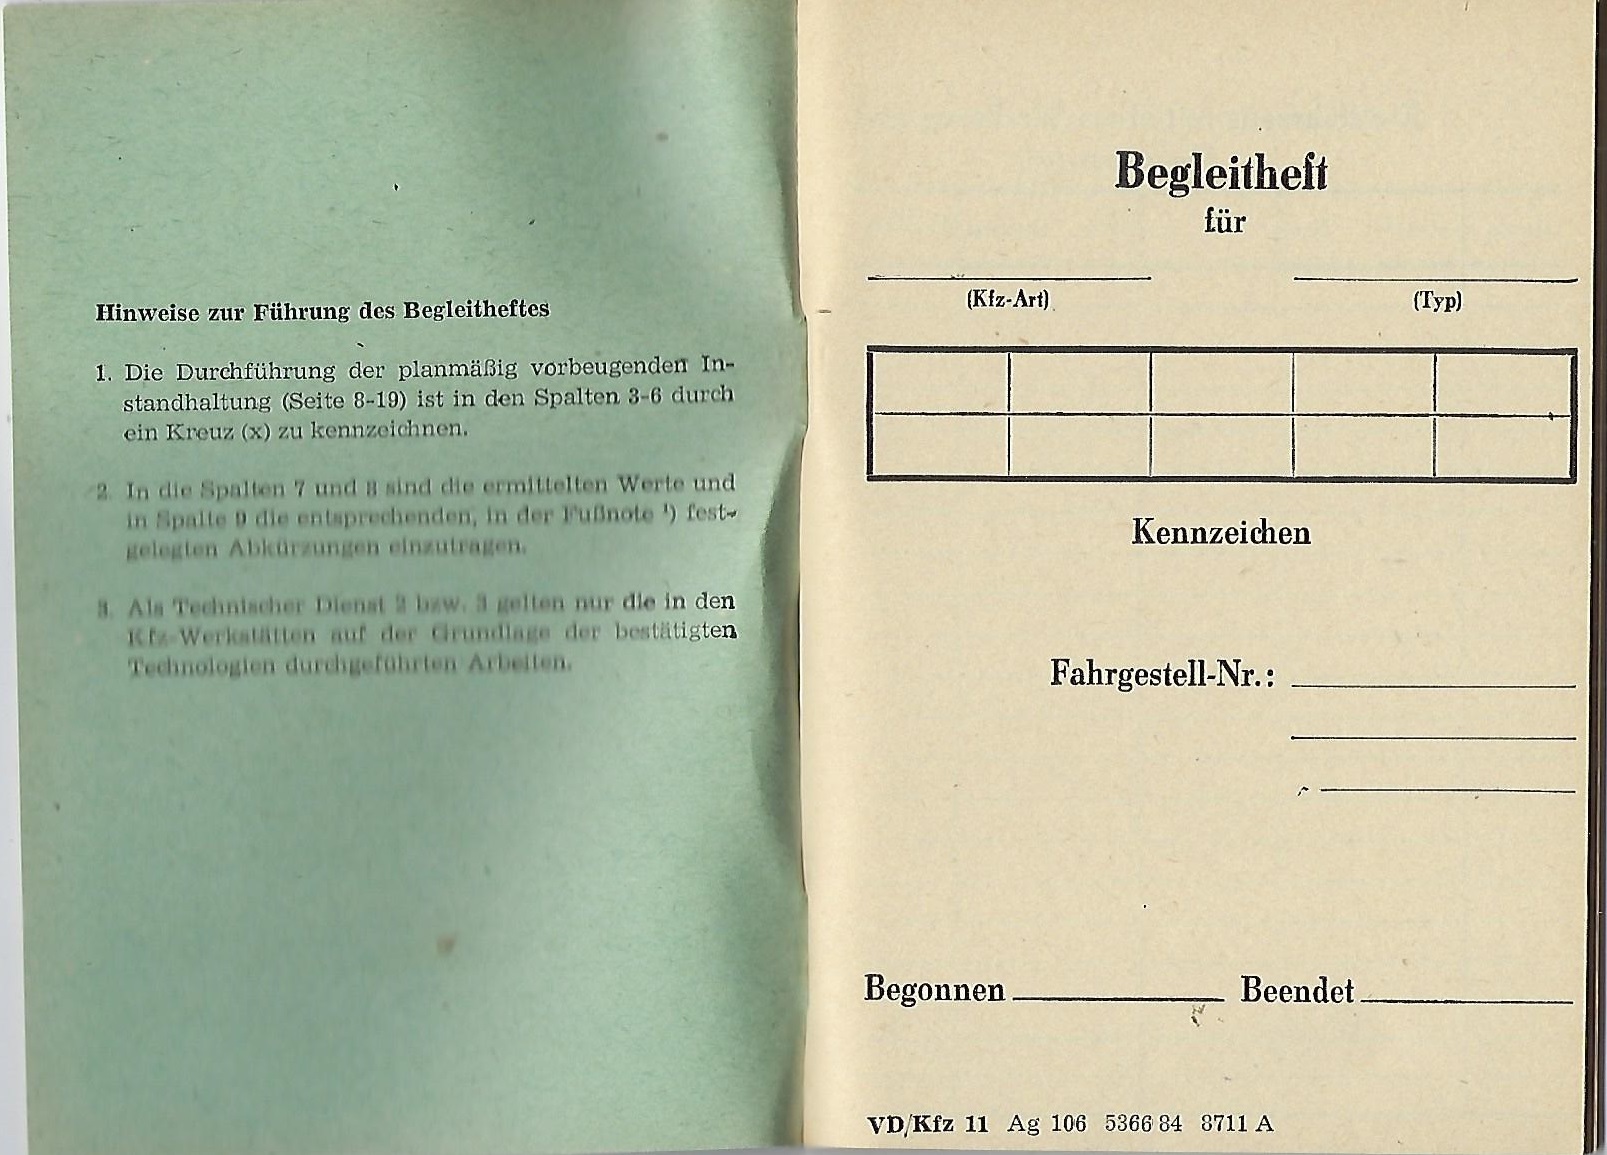 Hinweise zur Führung des Begleitheftes
1. Die Durchführung der planmäßig vorbeugenden In-
standhaltung (Seite 8-19) ist in den Spalten 3-6 durch
ein Kreuz (x) zu kennzeichnen.
2. In die Spalten 7 und 8 sind die ermittelten Werte und
in Spalte 9 die entsprechenden, in der Fußnote ¹) fest-
gelegten Abkürzungen einzutragen.
3. Als Technischer Dienst 2 bzw. 3 gelten nur die in den
Kfz-Werkstätten auf der Grundlage der bestätigten
Technologien durchgeführten Arbeiten.
Begleitheft
für
(Kfz-Art)
(Typ)
Kennzeichen
Fahrgestell-Nr.:
Begonnen
Beendet
VD/Kfz 11 Ag 106 5366 84 8711 A